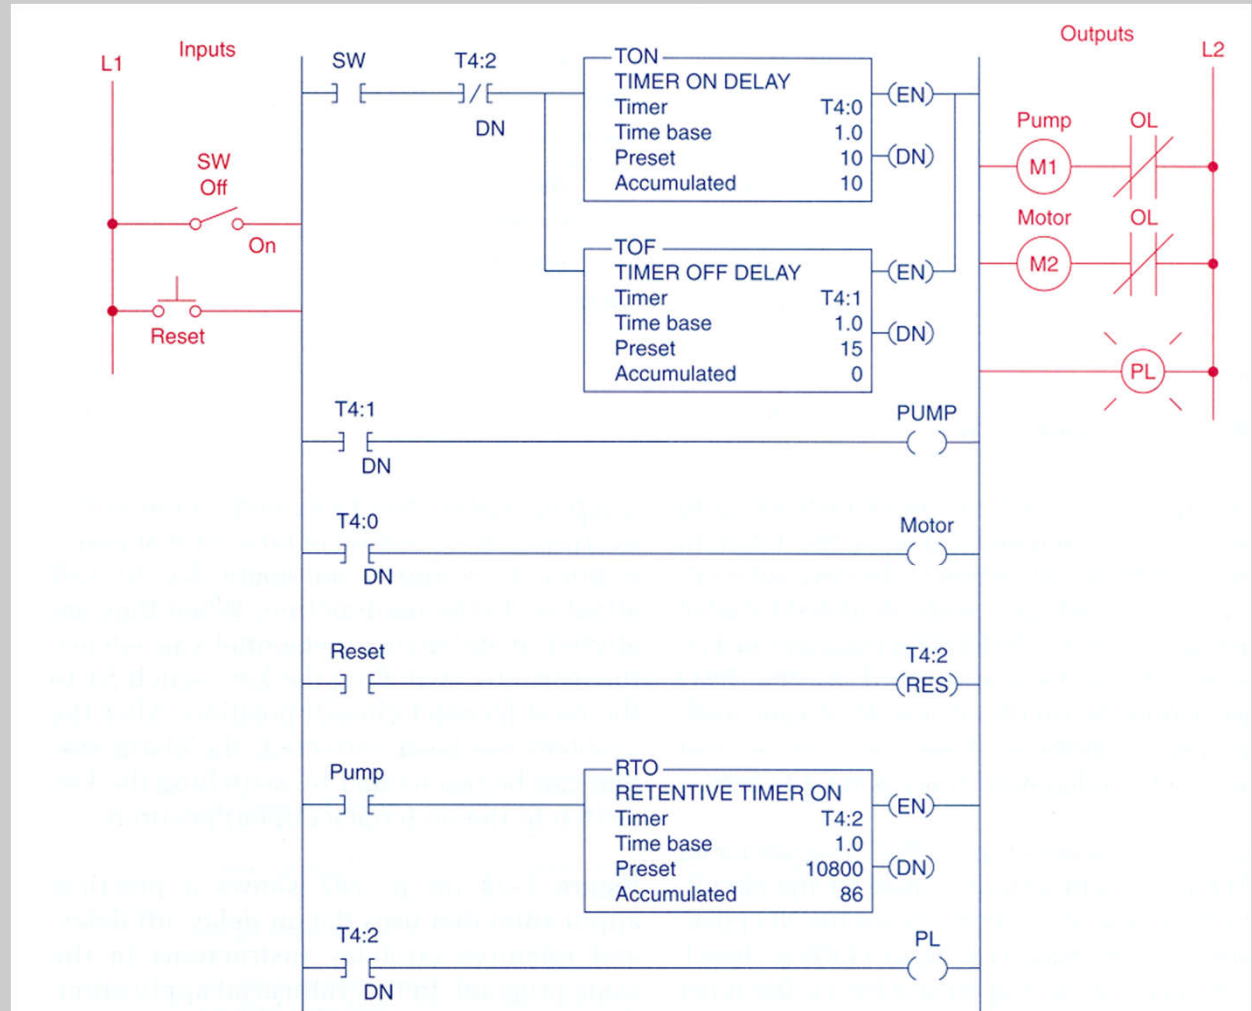 Inputs
L1
SW
Off
On
Reset
SW
T4:2
DN
TON
TIMER ON DELAY
Timer T4:0
Time base 1.0
Preset 10
Accumulated 10
EN
DN
TOF
TIMER OFF DELAY
Timer T4:1
Time base 1.0
Preset 15
Accumulated 0
EN
DN
Outputs
L2
Pump OL
M1
Motor OL
M2
PL
T4:1
DN
PUMP
T4:0
DN
Motor
Reset
T4:2
RES
Pump
RTO
RETENTIVE TIMER ON
Timer T4:2
Time base 1.0
Preset 10800
Accumulated 86
EN
DN
T4:2
DN
PL